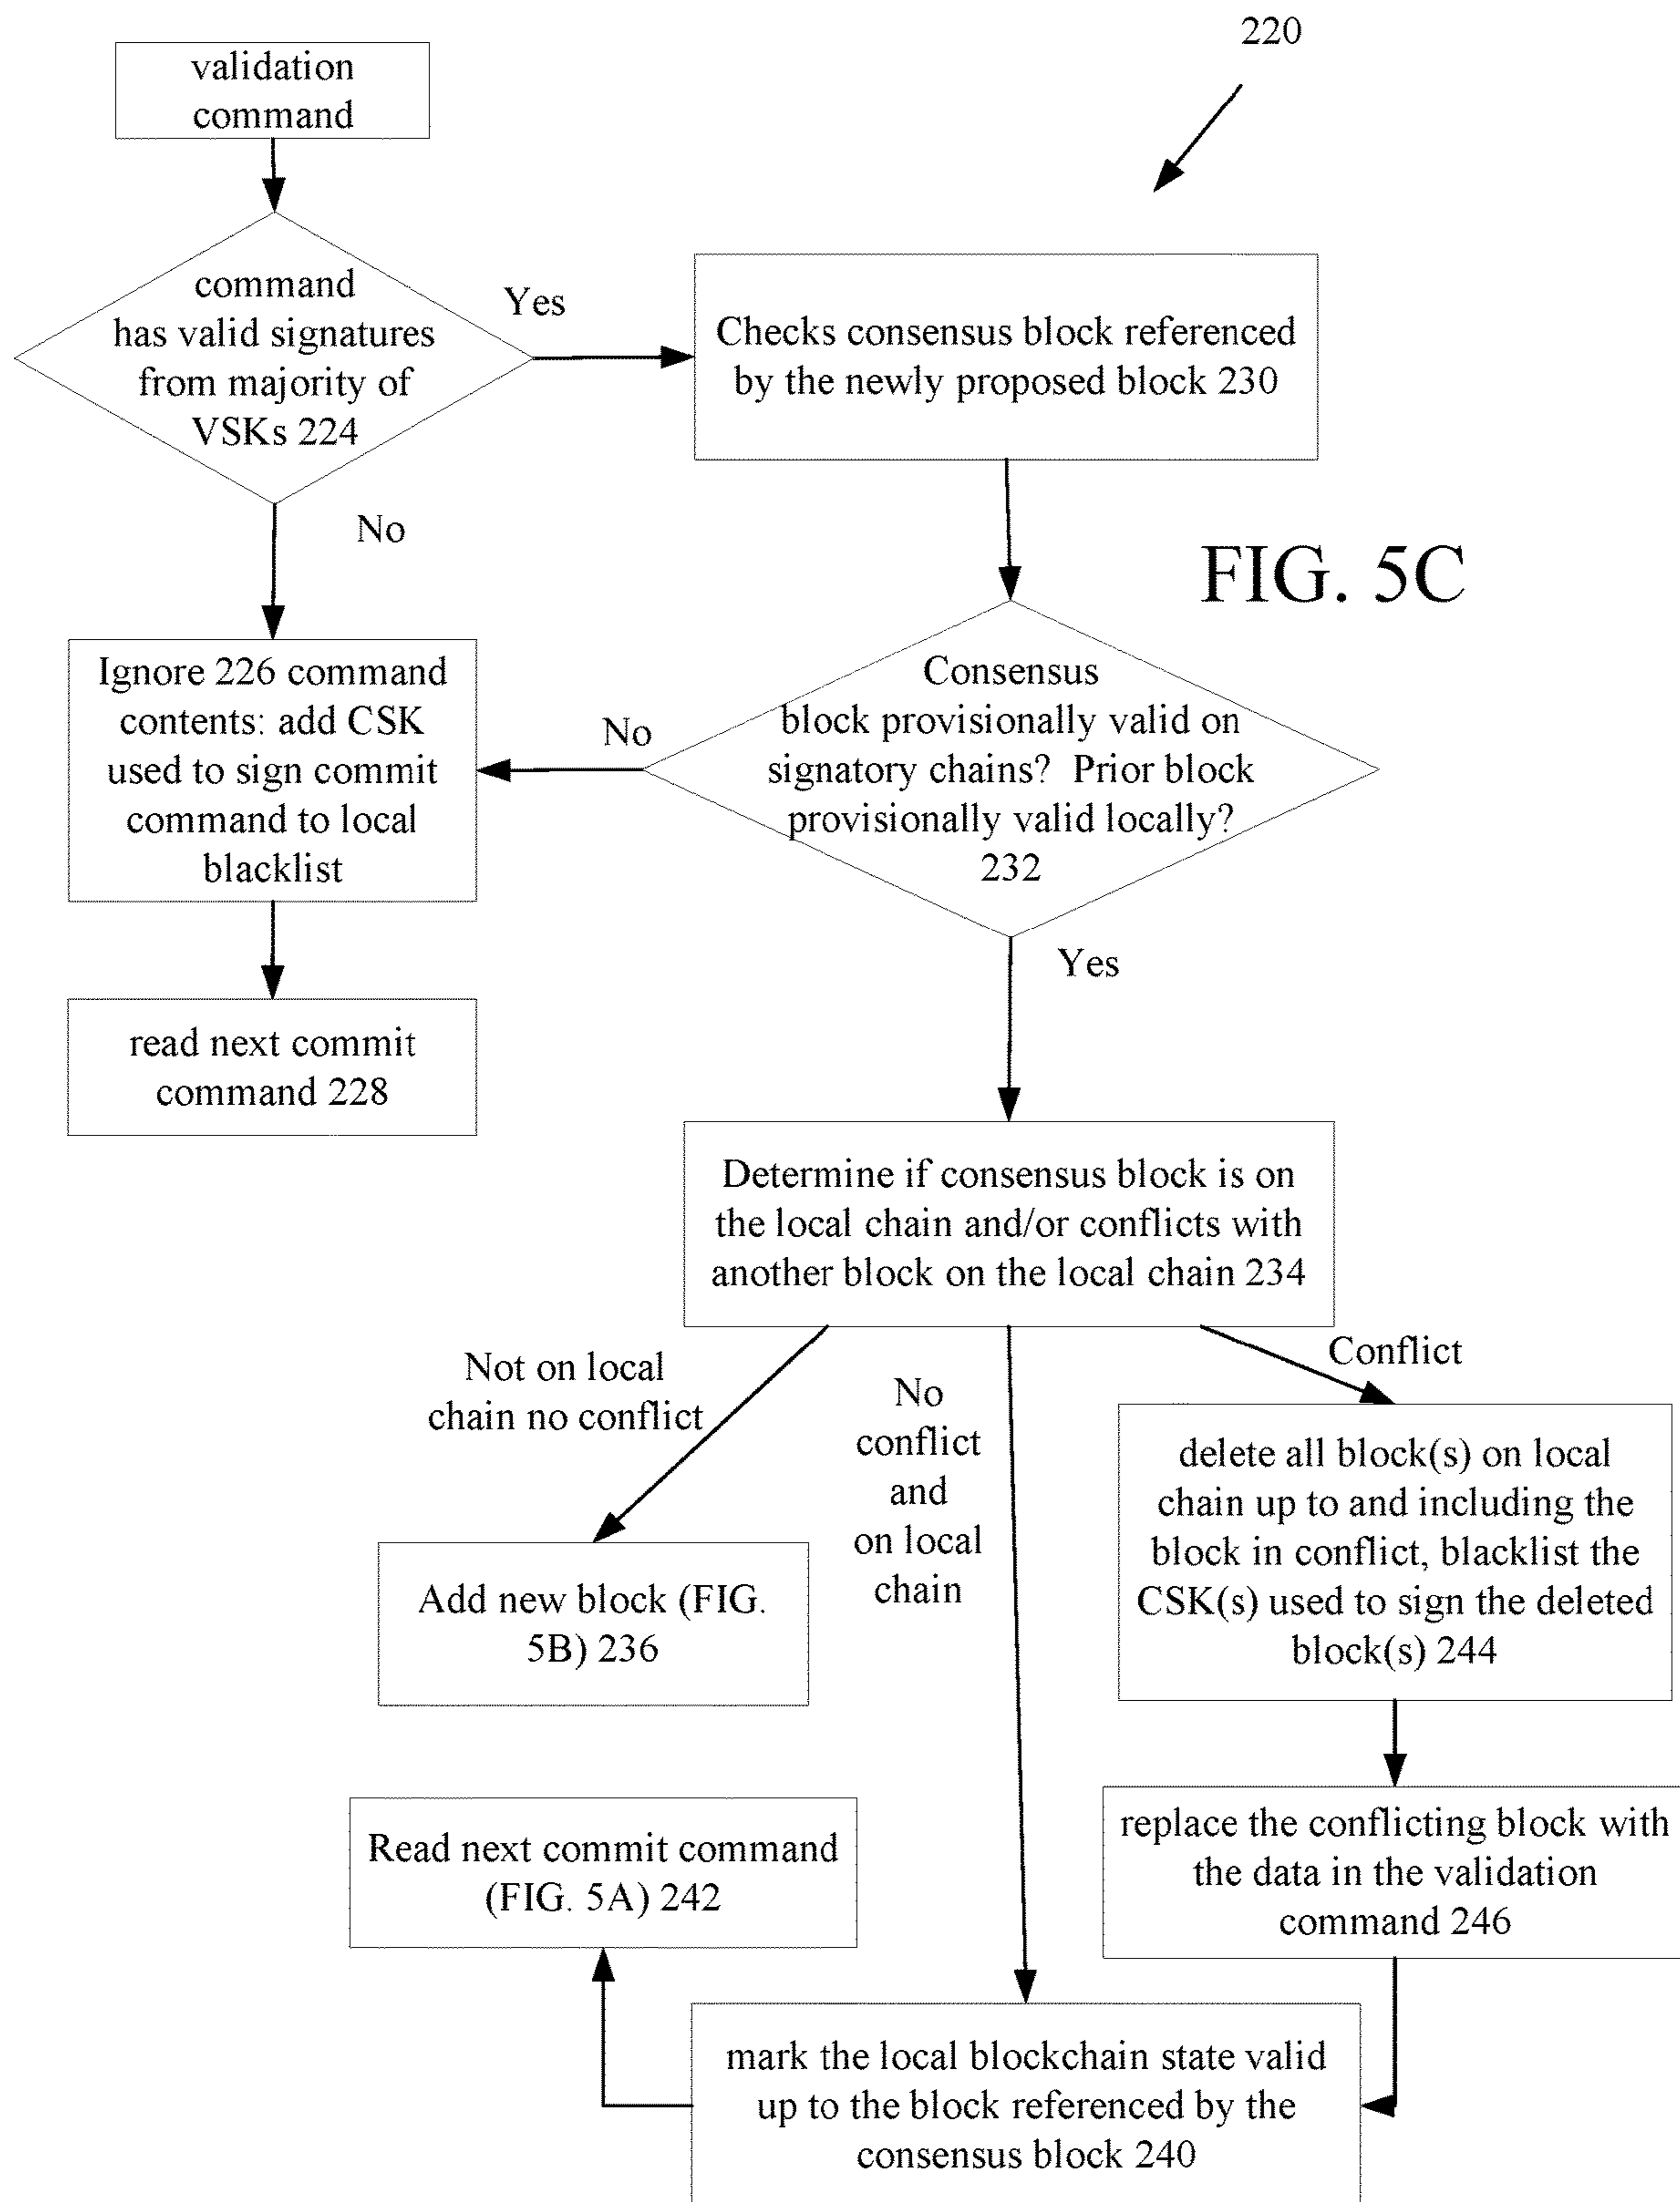 220
validation
command
command
has valid signatures
from majority of
VSKs 224
Yes
No
Checks consensus block referenced
by the newly proposed block 230
FIG. 5C
Ignore 226 command
contents: add CSK
used to sign commit
command to local
blacklist
No
Consensus
block provisionally valid on
signatory chains? Prior block
provisionally valid locally?
232
Yes
read next commit
command 228
Determine if consensus block is on
the local chain and/or conflicts with
another block on the local chain 234
Not on local
chain no conflict
No
conflict
and
on local
chain
Conflict
Add new block (FIG.
5B) 236
delete all block(s) on local
chain up to and including the
block in conflict, blacklist the
CSK(s) used to sign the deleted
block(s) 244
Read next commit command
(FIG. 5A) 242
replace the conflicting block with
the data in the validation
command 246
mark the local blockchain state valid
up to the block referenced by the
consensus block 240